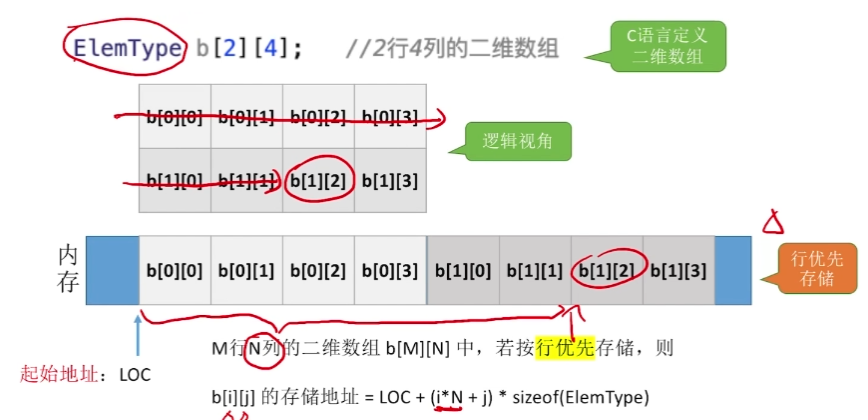 ElemType b[2][4]; //2行4列的二维数组
C语言定义
二维数组
b[0][0] b[0][1] b[0][2] b[0][3]
逻辑视角
b[1][0] b[1][1] b[1][2] b[1][3]
内存
b[0][0] b[0][1] b[0][2] b[0][3] b[1][0] b[1][1] b[1][2] b[1][3]
行优先
存储
M行N列的二维数组 b[M][N] 中，若按行优先存储，则
起始地址：LOC
b[i][j] 的存储地址 = LOC + (i*N + j) * sizeof(ElemType)